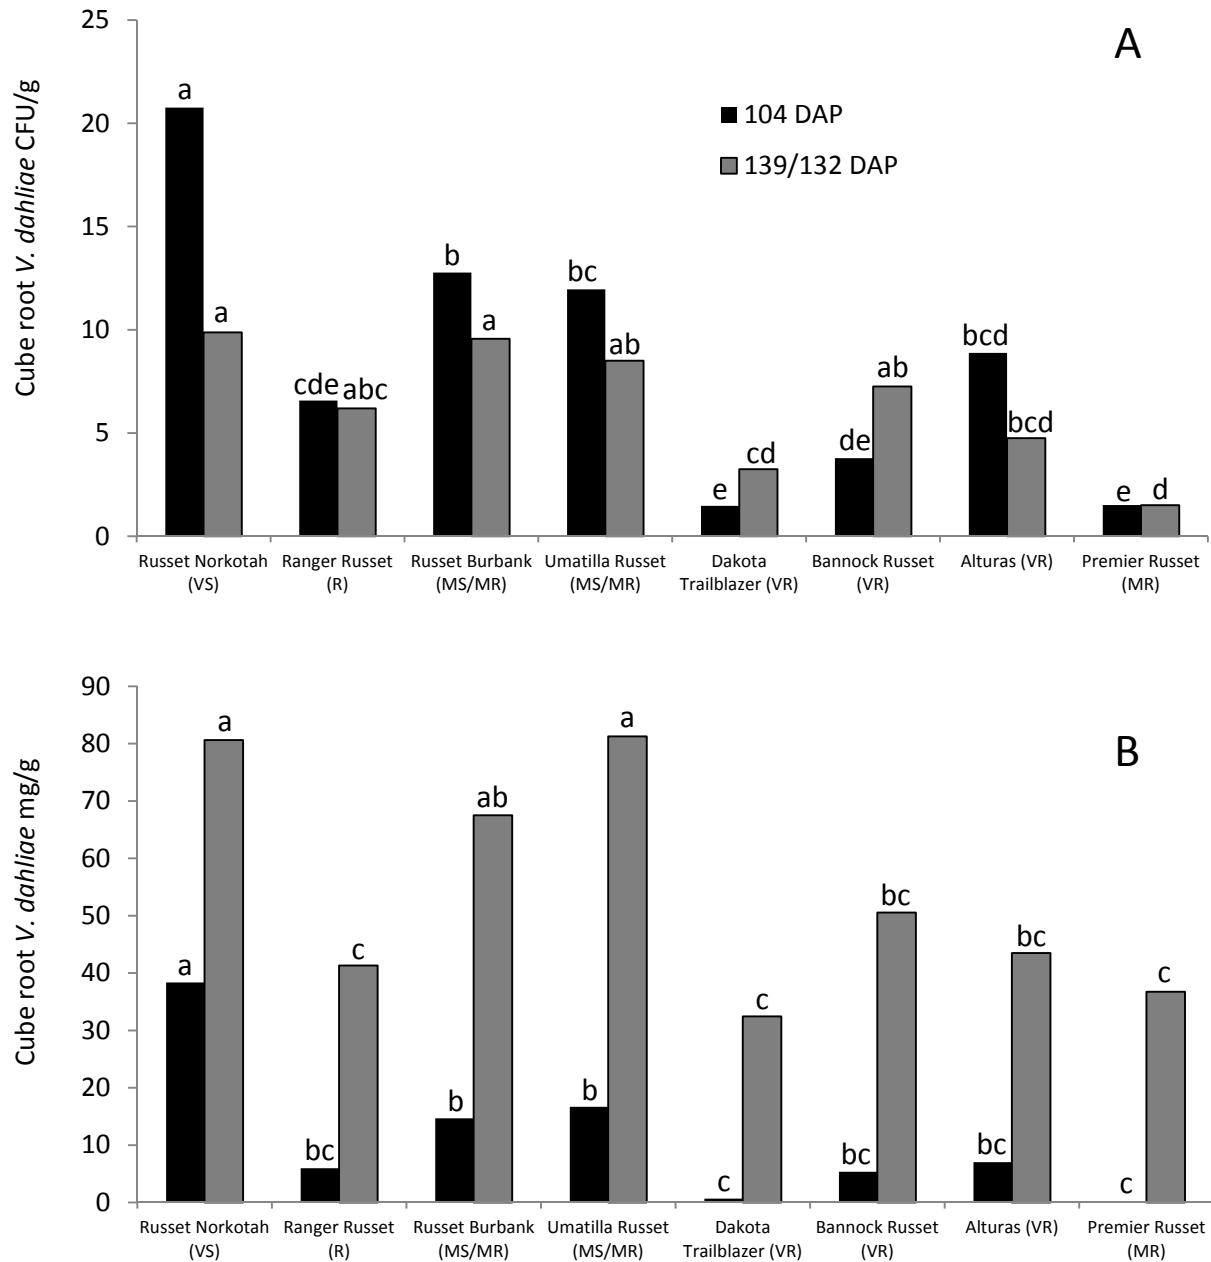 25
20
15
10
5
0
Cube root V. dahliae CFU/g
A
104 DAP
139/132 DAP
a
a
cde
abc
b
a
bc
ab
e
cd
de
ab
bcd
bcd
e
d
Russet Norkotah
(VS)
Ranger Russet
(R)
Russet Burbank
(MS/MR)
Umatilla Russet
(MS/MR)
Dakota
Trailblazer (VR)
Bannock Russet
(VR)
Alturas (VR)
Premier Russet
(MR)
90
80
70
60
50
40
30
20
10
0
Cube root V. dahliae mg/g
B
a
a
bc
c
b
ab
b
a
c
c
bc
bc
bc
bc
c
c
Russet Norkotah
(VS)
Ranger Russet
(R)
Russet Burbank
(MS/MR)
Umatilla Russet
(MS/MR)
Dakota
Trailblazer (VR)
Bannock Russet
(VR)
Alturas (VR)
Premier Russet
(MR)